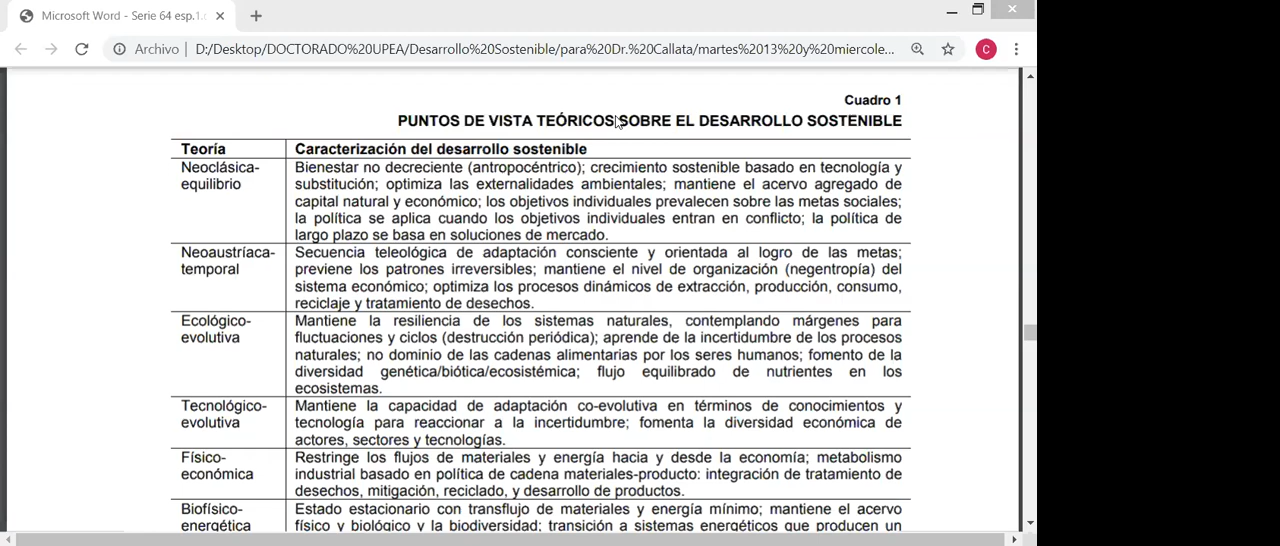 Microsoft Word - Serie 64 esp.1.
Archivo | D:/Desktop/DOCTORADO%20UPEA/Desarrollo%20Sostenible/para%20Dr.%20Callata/martes%2013%20y%20miercole...
C
Cuadro 1
PUNTOS DE VISTA TEÓRICOS SOBRE EL DESARROLLO SOSTENIBLE
Teoría Caracterización del desarrollo sostenible
Neoclásica- Bienestar no decreciente (antropocéntrico); crecimiento sostenible basado en tecnología y
equilibrio substitución; optimiza las externalidades ambientales; mantiene el acervo agregado de
capital natural y económico; los objetivos individuales prevalecen sobre las metas sociales;
la política se aplica cuando los objetivos individuales entran en conflicto; la política de
largo plazo se basa en soluciones de mercado.
Neoaustríaca- Secuencia teleológica de adaptación consciente y orientada al logro de las metas;
temporal previene los patrones irreversibles; mantiene el nivel de organización (negentropía) del
sistema económico; optimiza los procesos dinámicos de extracción, producción, consumo,
reciclaje y tratamiento de desechos.
Ecológico- Mantiene la resiliencia de los sistemas naturales, contemplando márgenes para
evolutiva fluctuaciones y ciclos (destrucción periódica); aprende de la incertidumbre de los procesos
naturales; no dominio de las cadenas alimentarias por los seres humanos; fomento de la
diversidad genética/biótica/ecosistémica; flujo equilibrado de nutrientes en los
ecosistemas.
Tecnológico- Mantiene la capacidad de adaptación co-evolutiva en términos de conocimientos y
evolutiva tecnología para reaccionar a la incertidumbre; fomenta la diversidad económica de
actores, sectores y tecnologías.
Físico- Restringe los flujos de materiales y energía hacia y desde la economía; metabolismo
económica industrial basado en política de cadena materiales-producto: integración de tratamiento de
desechos, mitigación, reciclado, y desarrollo de productos.
Biofísico- Estado estacionario con transflujo de materiales y energía mínimo; mantiene el acervo
energética físico y biológico y la biodiversidad; transición a sistemas energéticos que producen un